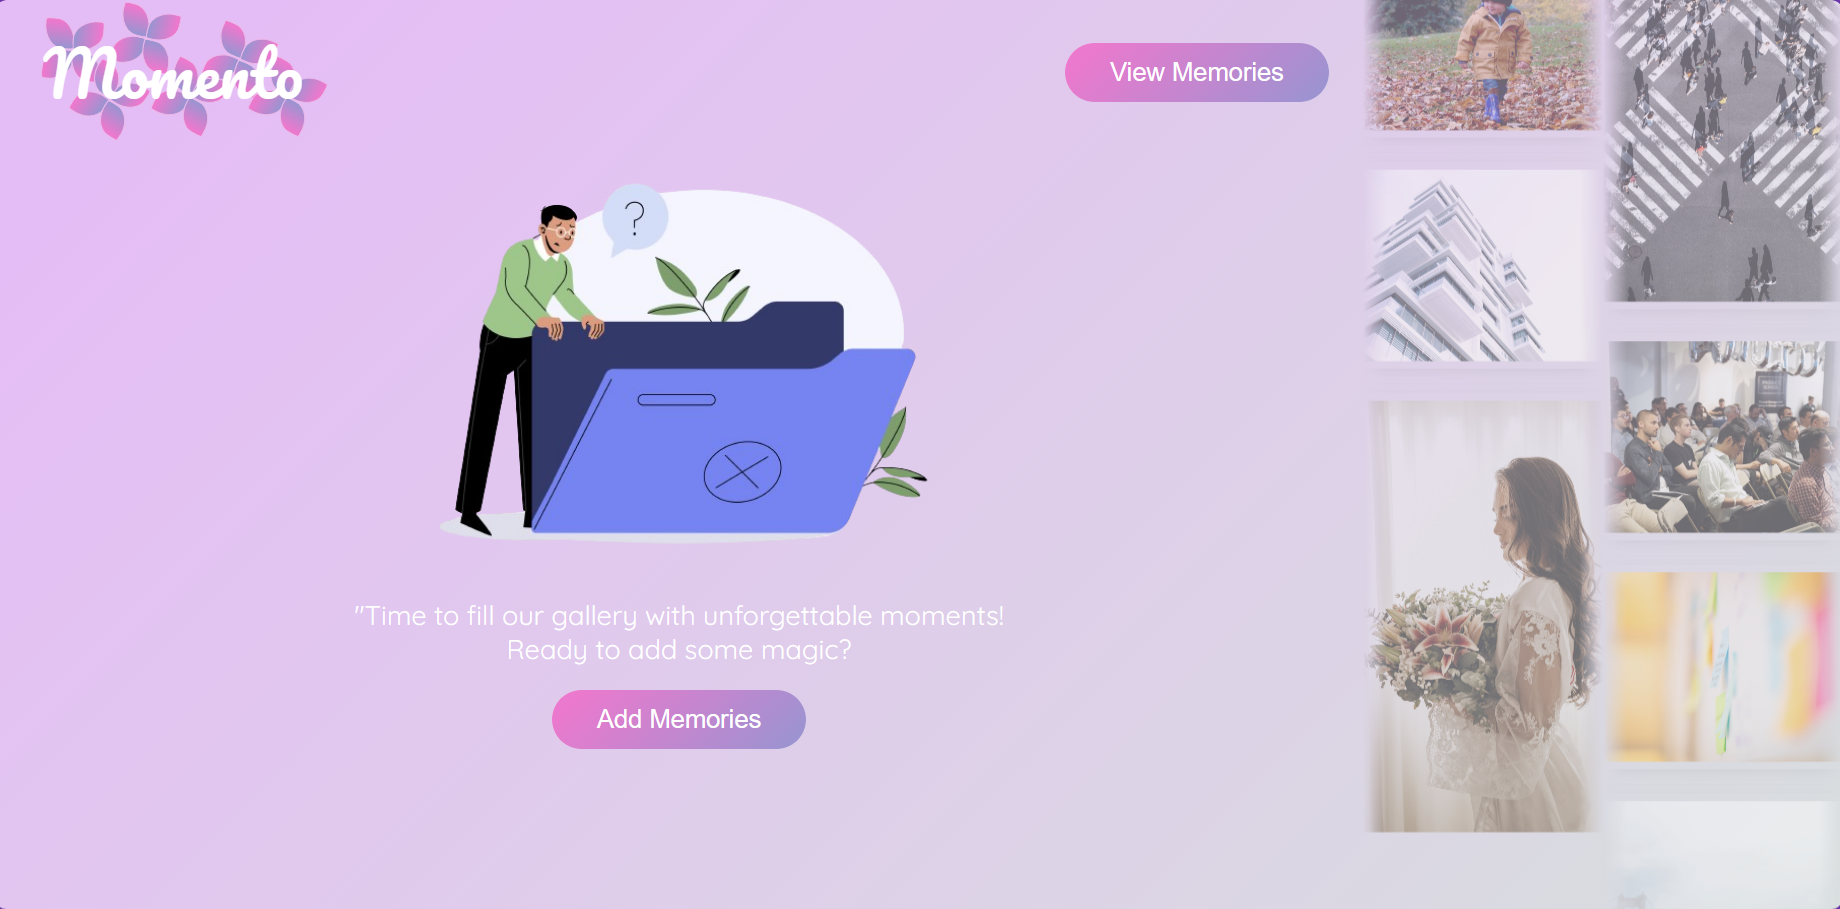 Momento
View Memories
?
"Time to fill our gallery with unforgettable moments!
Ready to add some magic?
Add Memories